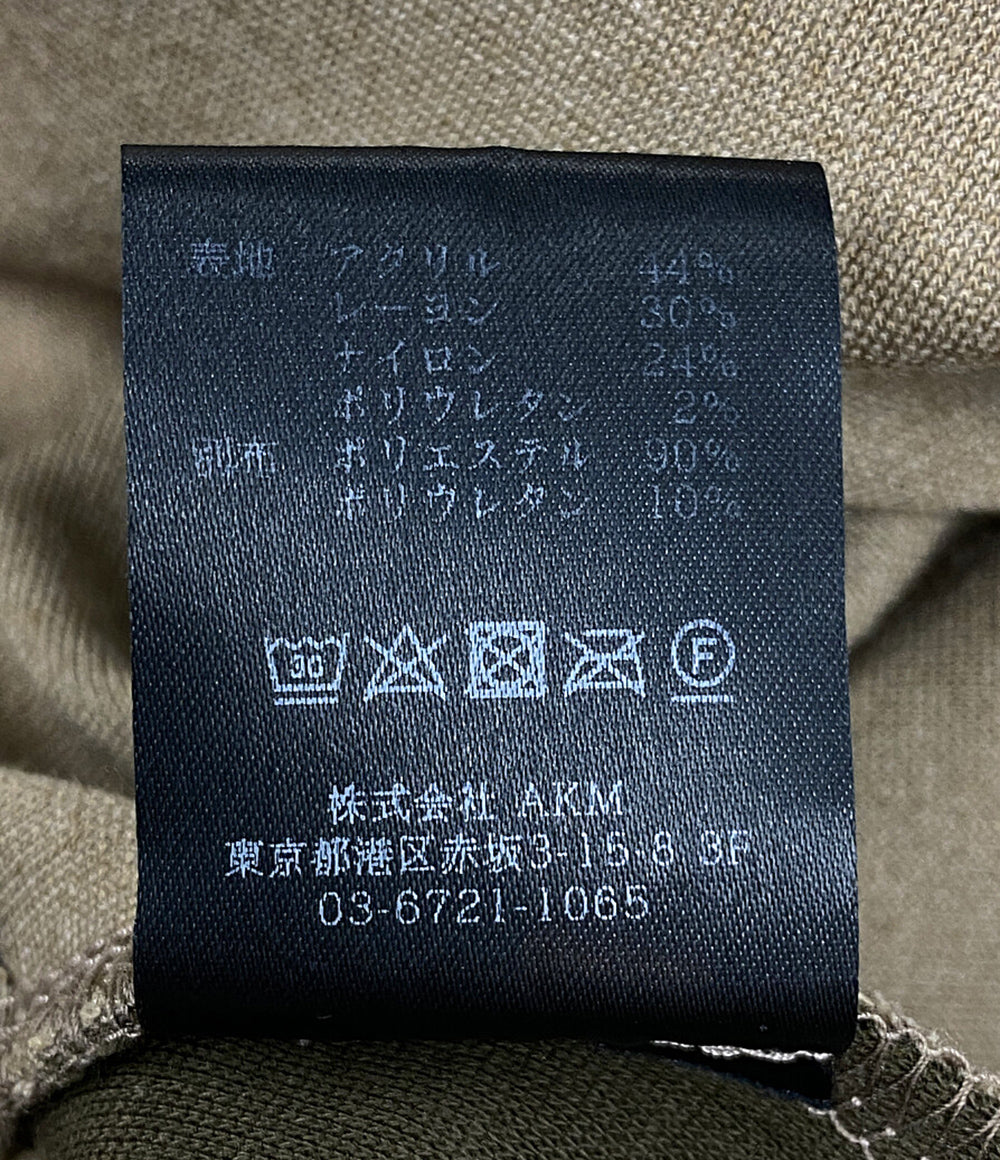 表地 アクリル 44%
レーヨン 30%
ナイロン 24%
ポリウレタン 2%
別布 ポリエステル 90%
ポリウレタン 10%
30 F
株式会社 AKM
東京都港区赤坂3-15-8 3F
03-6721-1065